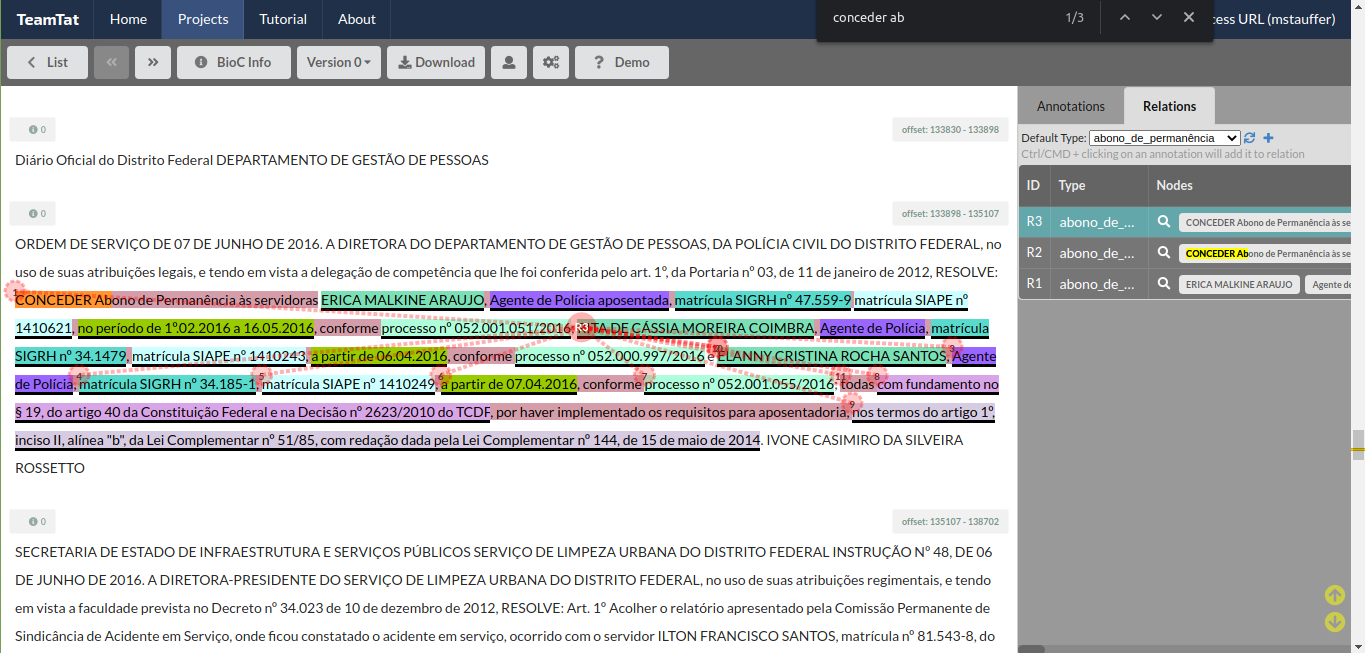 TeamTat Home Projects Tutorial About conceder ab 1/3 cess URL (mstauffer)
List « » BioC Info Version 0 Download ? Demo
Annotations Relations
Default Type: abono_de_permanência
Ctrl/CMD + clicking on an annotation will add it to relation
ID Type Nodes
R3 abono_de_... CONCEDER Abono de Permanência às se
R2 abono_de_... CONCEDER Abono de Permanência às se
R1 abono_de_... ERICA MALKINE ARAUJO Agente de
0 offset: 133830 - 133898
Diário Oficial do Distrito Federal DEPARTAMENTO DE GESTÃO DE PESSOAS
0 offset: 133898 - 135107
ORDEM DE SERVIÇO DE 07 DE JUNHO DE 2016. A DIRETORA DO DEPARTAMENTO DE GESTÃO DE PESSOAS, DA POLÍCIA CIVIL DO DISTRITO FEDERAL, no
uso de suas atribuições legais, e tendo em vista a delegação de competência que lhe foi conferida pelo art. 1º, da Portaria nº 03, de 11 de janeiro de 2012, RESOLVE:
1 CONCEDER Abono de Permanência às servidoras ERICA MALKINE ARAUJO, Agente de Polícia aposentada, matrícula SIGRH nº 47.559-9 matrícula SIAPE nº
1410621, no período de 1º.02.2016 a 16.05.2016, conforme processo nº 052.001.051/2016 R3 DE CÁSSIA MOREIRA COIMBRA, Agente de Polícia, matrícula
SIGRH nº 34.1479, matrícula SIAPE nº 1410243, a partir de 06.04.2016, conforme processo nº 052.000.997/2016 e 10 ELANNY CRISTINA ROCHA SANTOS, Agente
de Polícia, 4 matrícula SIGRH nº 34.185-1, 5 matrícula SIAPE nº 1410249, 6 a partir de 07.04.2016, conforme 7 processo nº 052.001.055/2016; 11 todas 8 com fundamento no
§ 19, do artigo 40 da Constituição Federal e na Decisão nº 2623/2010 do TCDF, por haver implementado os requisitos para aposentadoria, 9 nos termos do artigo 1º,
inciso II, alínea "b", da Lei Complementar nº 51/85, com redação dada pela Lei Complementar nº 144, de 15 de maio de 2014. IVONE CASIMIRO DA SILVEIRA
ROSSETTO
0 offset: 135107 - 138702
SECRETARIA DE ESTADO DE INFRAESTRUTURA E SERVIÇOS PÚBLICOS SERVIÇO DE LIMPEZA URBANA DO DISTRITO FEDERAL INSTRUÇÃO Nº 48, DE 06
DE JUNHO DE 2016. A DIRETORA-PRESIDENTE DO SERVIÇO DE LIMPEZA URBANA DO DISTRITO FEDERAL, no uso de suas atribuições regimentais, e tendo
em vista a faculdade prevista no Decreto nº 34.023 de 10 de dezembro de 2012, RESOLVE: Art. 1º Acolher o relatório apresentado pela Comissão Permanente de
Sindicância de Acidente em Serviço, onde ficou constatado o acidente em serviço, ocorrido com o servidor ILTON FRANCISCO SANTOS, matrícula nº 81.543-8, do